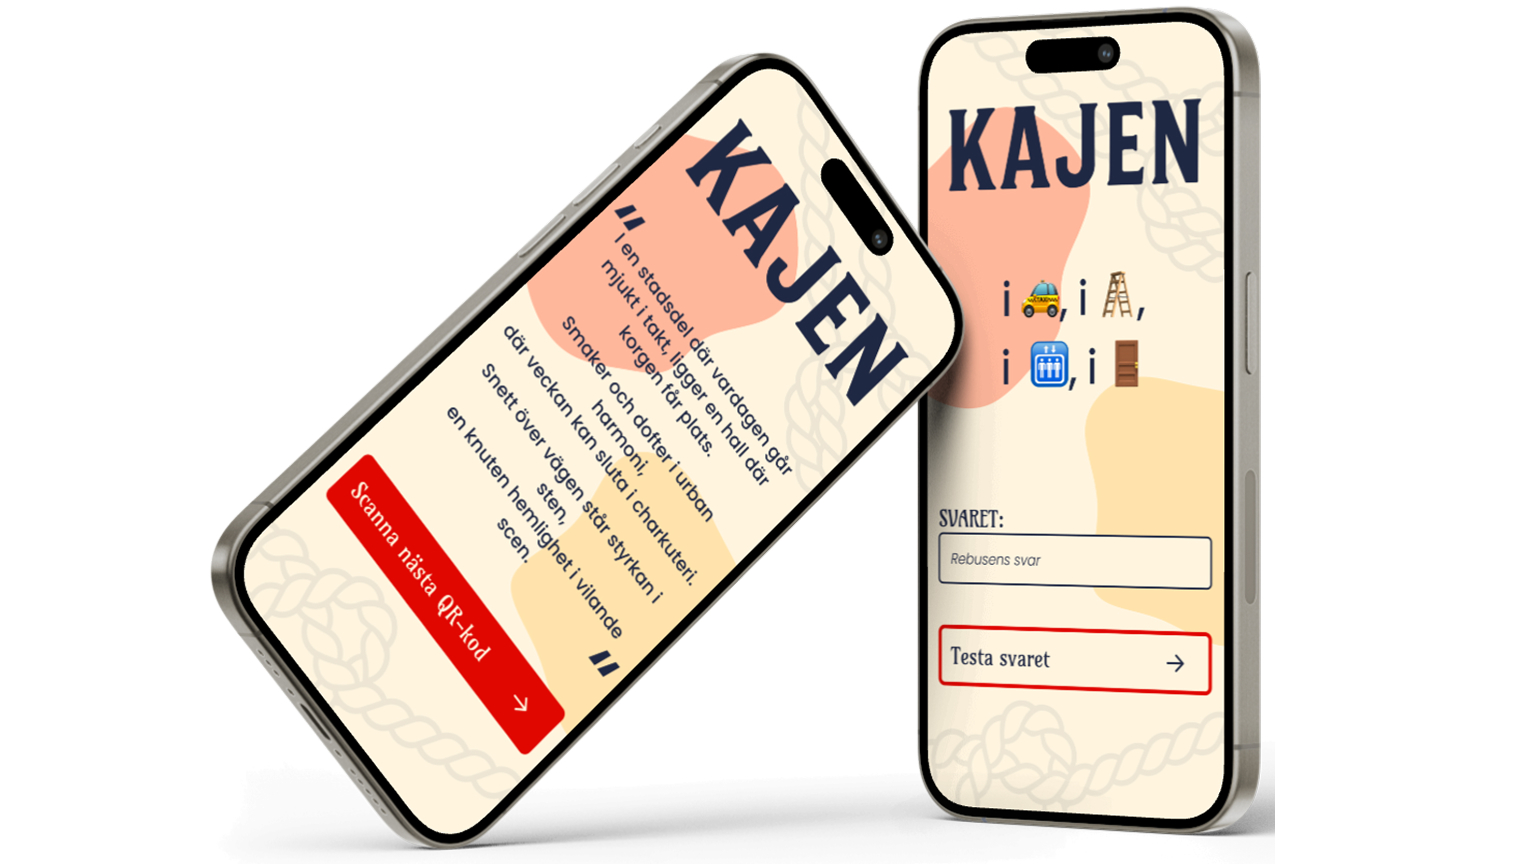 KAJEN
"
I en stadsdel där vardagen går
mjukt i takt, ligger en hall där
korgen får plats.
Smaker och dofter i urban
harmoni,
där veckan kan sluta i charkuteri.
Snett över vägen står styrkan i
sten,
en knuten hemlighet i vilande
scen.
"
Scanna nästa QR-kod →
KAJEN
i 🚕, i 🪜,
i 🛗, i 🚪
SVARET:
Rebusens svar
Testa svaret →